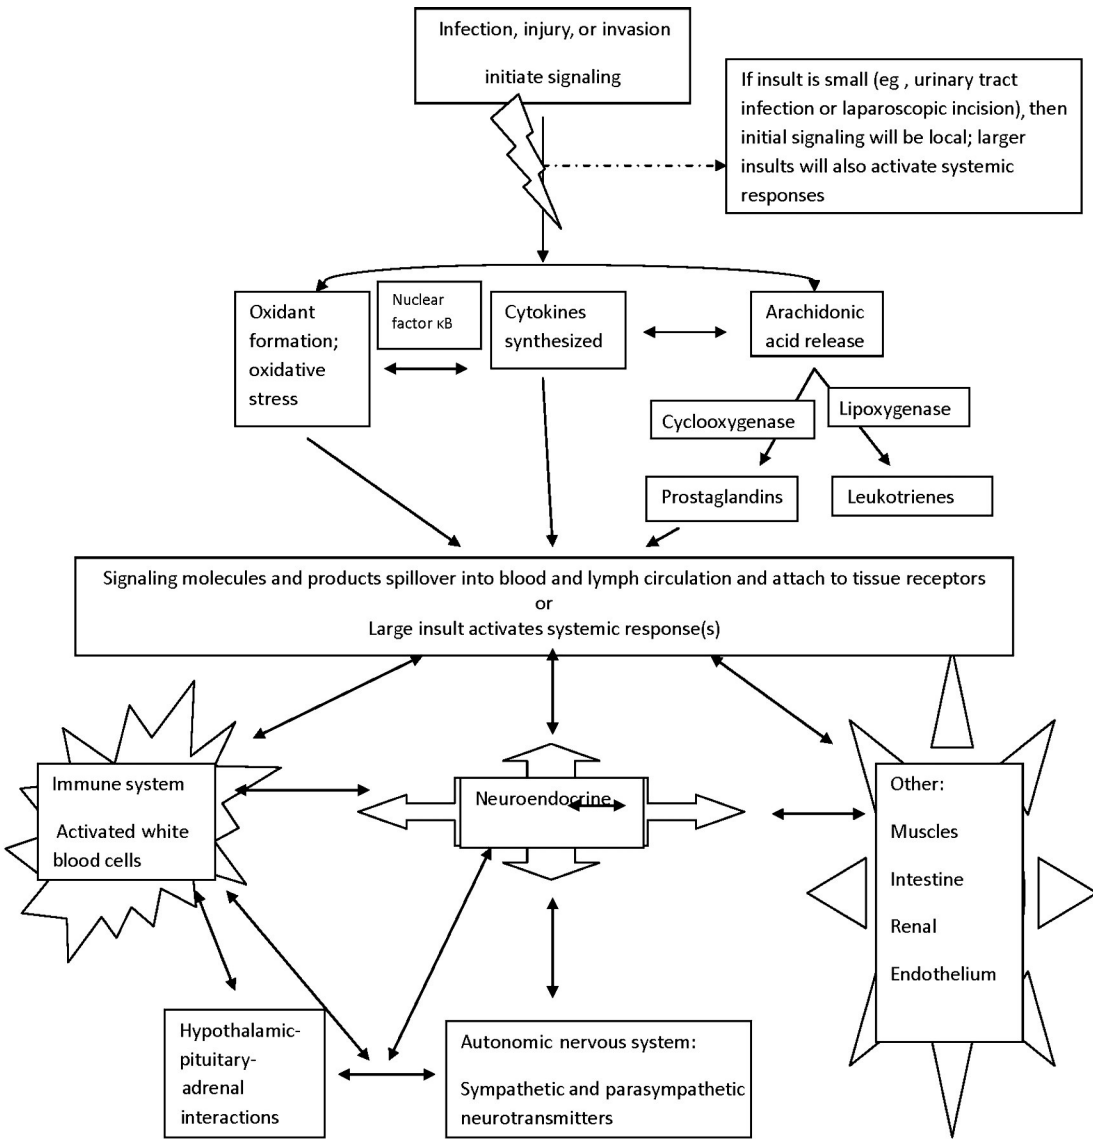 Infection, injury, or invasion
initiate signaling
If insult is small (eg , urinary tract
infection or laparoscopic incision), then
initial signaling will be local; larger
insults will also activate systemic
responses
Oxidant
formation;
oxidative
stress
Nuclear
factor κB
Cytokines
synthesized
Arachidonic
acid release
Cyclooxygenase
Lipoxygenase
Prostaglandins
Leukotrienes
Signaling molecules and products spillover into blood and lymph circulation and attach to tissue receptors
or
Large insult activates systemic response(s)
Immune system
Activated white
blood cells
Neuroendocrine
Other:
Muscles
Intestine
Renal
Endothelium
Hypothalamic-
pituitary-
adrenal
interactions
Autonomic nervous system:
Sympathetic and parasympathetic
neurotransmitters